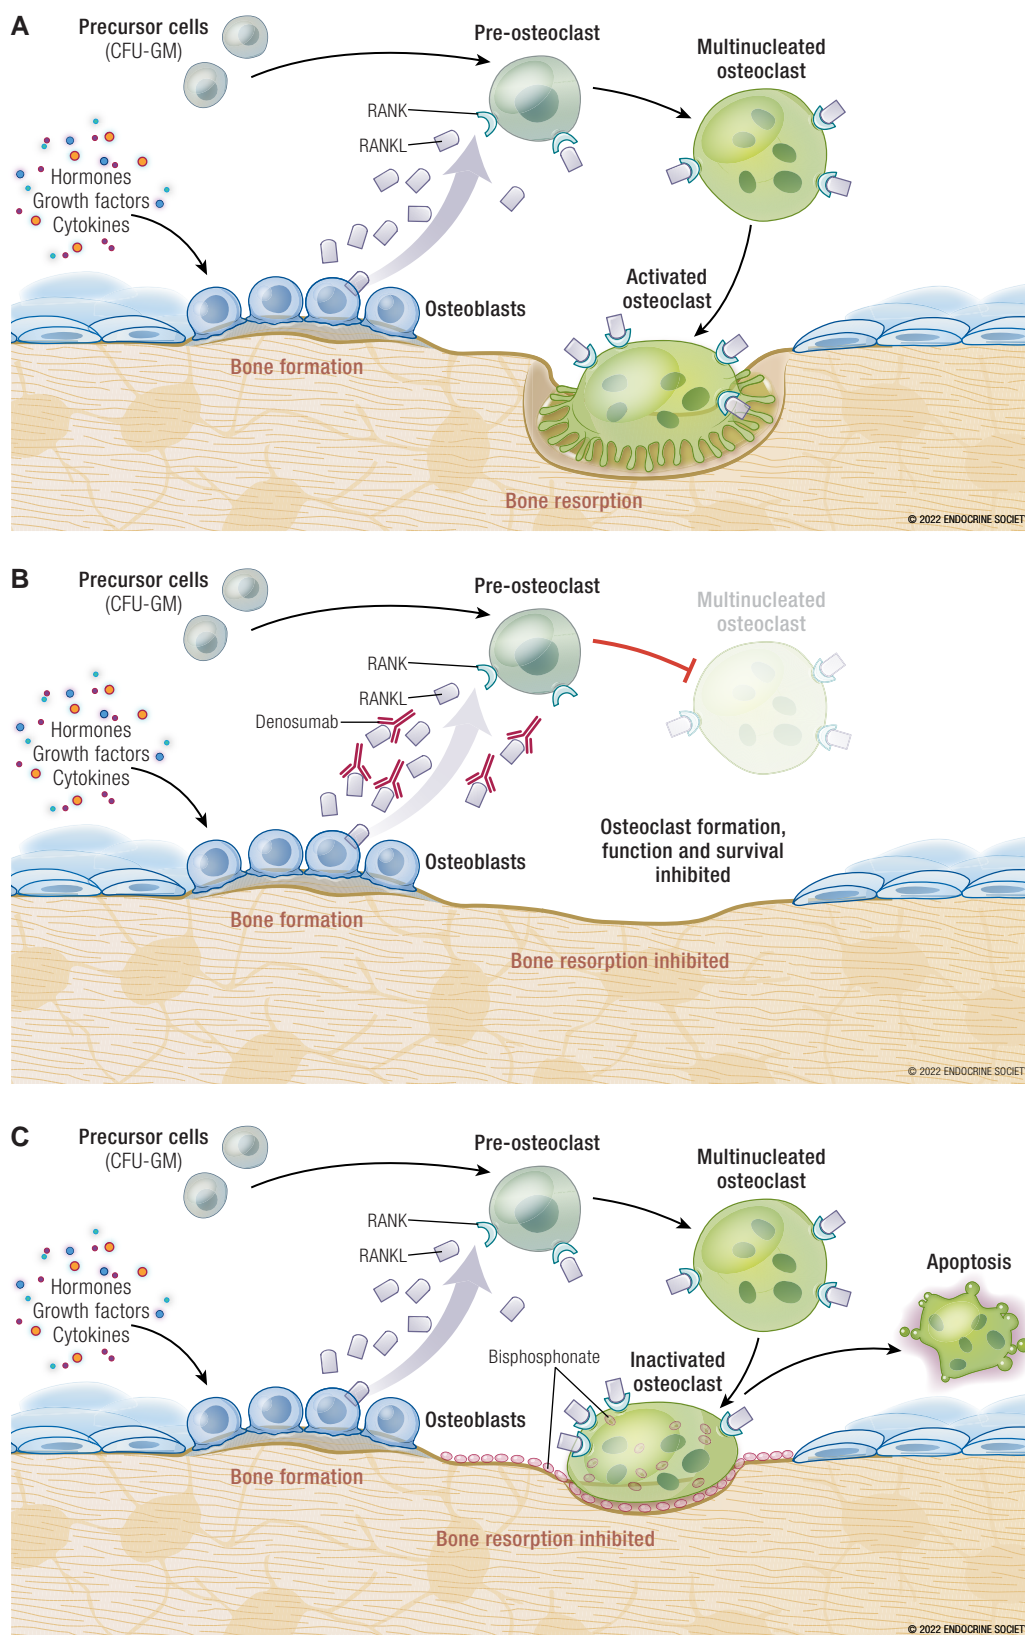 A
Precursor cells
(CFU-GM)
Pre-osteoclast
Multinucleated
osteoclast
RANK
RANKL
Hormones
Growth factors
Cytokines
Activated
osteoclast
Osteoblasts
Bone formation
Bone resorption
© 2022 ENDOCRINE SOCIET
B
Precursor cells
(CFU-GM)
Pre-osteoclast
Multinucleated
osteoclast
RANK
RANKL
Denosumab
Hormones
Growth factors
Cytokines
Osteoclast formation,
function and survival
inhibited
Osteoblasts
Bone formation
Bone resorption inhibited
© 2022 ENDOCRINE SOCIET
C
Precursor cells
(CFU-GM)
Pre-osteoclast
Multinucleated
osteoclast
RANK
RANKL
Hormones
Growth factors
Cytokines
Apoptosis
Bisphosphonate
Inactivated
osteoclast
Osteoblasts
Bone formation
Bone resorption inhibited
© 2022 ENDOCRINE SOCIET